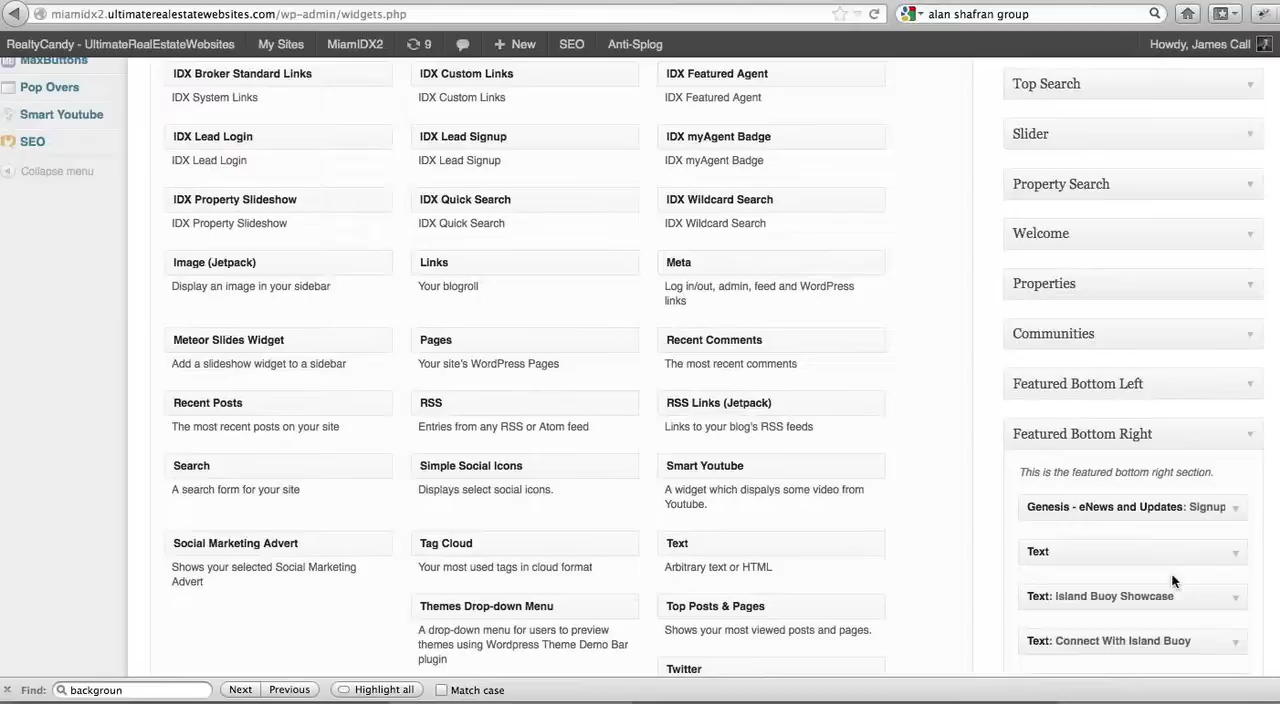 miamidx2.ultimaterealestatewebsites.com/wp-admin/widgets.php
alan shafran group
RealtyCandy - UltimateRealEstateWebsites
My Sites
MiamIDX2
9
New
SEO
Anti-Splog
Howdy, James Call
MaxButtons
Pop Overs
Smart Youtube
SEO
Collapse menu
IDX Broker Standard Links
IDX Custom Links
IDX Featured Agent
IDX System Links
IDX Custom Links
IDX Featured Agent
IDX Lead Login
IDX Lead Signup
IDX myAgent Badge
IDX Lead Login
IDX Lead Signup
IDX myAgent Badge
IDX Property Slideshow
IDX Quick Search
IDX Wildcard Search
IDX Property Slideshow
IDX Quick Search
IDX Wildcard Search
Image (Jetpack)
Links
Meta
Display an image in your sidebar
Your blogroll
Log in/out, admin, feed and WordPress
links
Meteor Slides Widget
Pages
Recent Comments
Add a slideshow widget to a sidebar
Your site's WordPress Pages
The most recent comments
Recent Posts
RSS
RSS Links (Jetpack)
The most recent posts on your site
Entries from any RSS or Atom feed
Links to your blog's RSS feeds
Search
Simple Social Icons
Smart Youtube
A search form for your site
Displays select social icons.
A widget which dispalys some video from
Youtube.
Social Marketing Advert
Tag Cloud
Text
Shows your selected Social Marketing
Advert
Your most used tags in cloud format
Arbitrary text or HTML
Themes Drop-down Menu
Top Posts & Pages
A drop-down menu for users to preview
themes using Wordpress Theme Demo Bar
plugin
Shows your most viewed posts and pages.
Twitter
Top Search
Slider
Property Search
Welcome
Properties
Communities
Featured Bottom Left
Featured Bottom Right
This is the featured bottom right section.
Genesis - eNews and Updates: Signup
Text
Text: Island Buoy Showcase
Text: Connect With Island Buoy
Find:
backgroun
Next
Previous
Highlight all
Match case